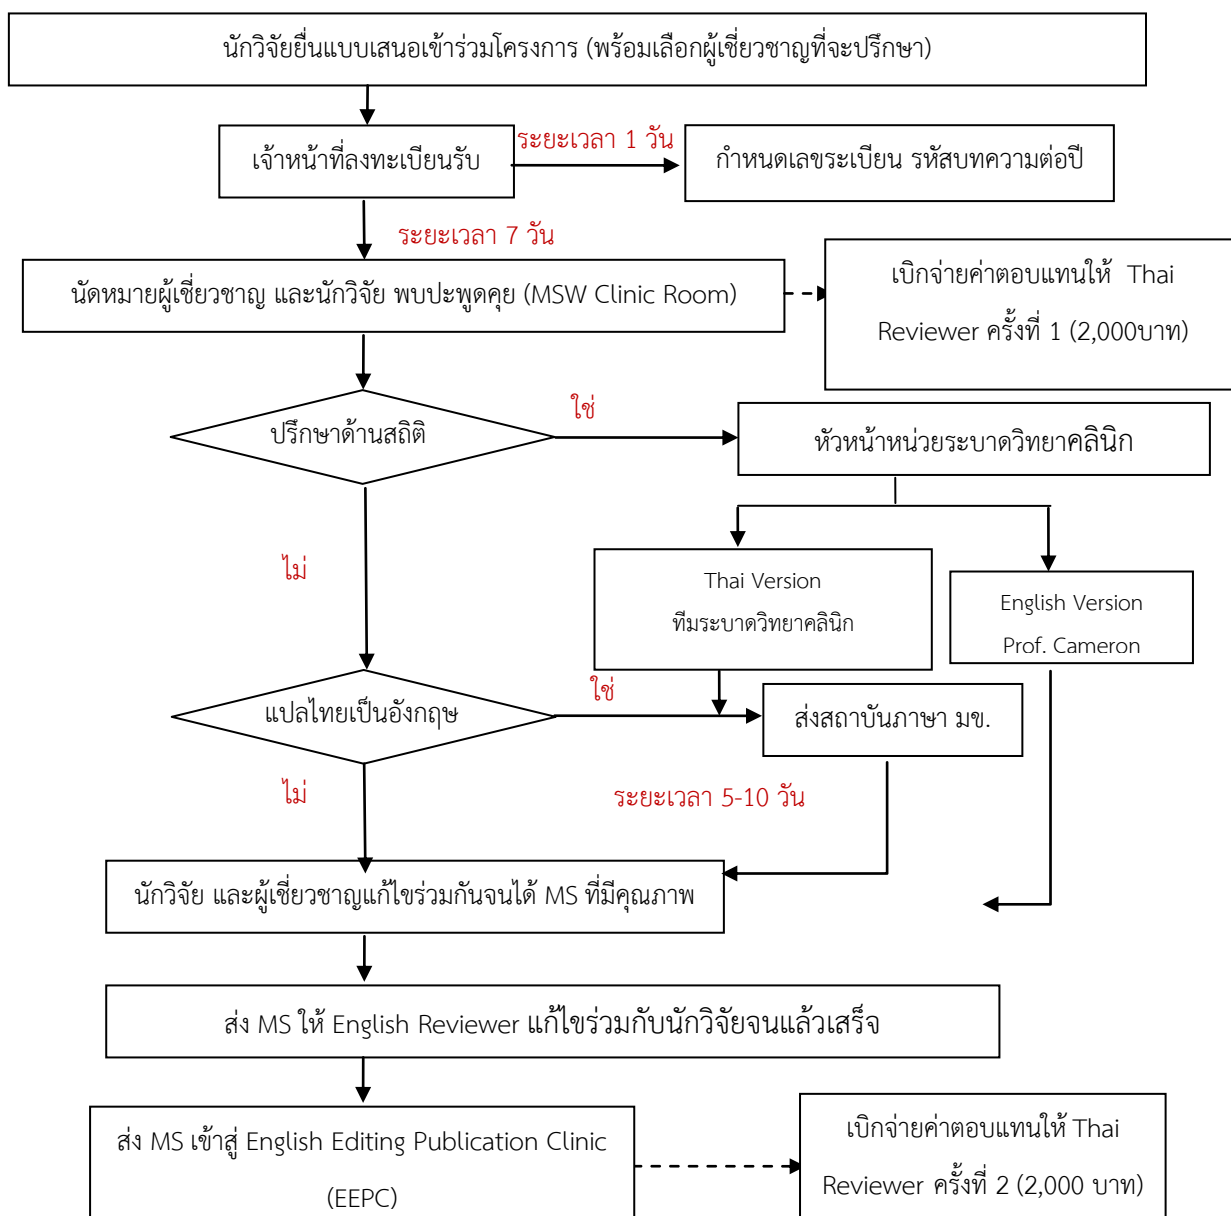 นักวิจัยยื่นแบบเสนอเข้าร่วมโครงการ (พร้อมเลือกผู้เชี่ยวชาญที่จะปรึกษา)
เจ้าหน้าที่ลงทะเบียนรับ
ระยะเวลา 1 วัน
กำหนดเลขระเบียน รหัสบทความต่อปี
ระยะเวลา 7 วัน
นัดหมายผู้เชี่ยวชาญ และนักวิจัย พบปะพูดคุย (MSW Clinic Room)
เบิกจ่ายค่าตอบแทนให้ Thai
Reviewer ครั้งที่ 1 (2,000บาท)
ปรึกษาด้านสถิติ
ใช่
หัวหน้าหน่วยระบาดวิทยาคลินิก
ไม่
Thai Version
ทีมระบาดวิทยาคลินิก
English Version
Prof. Cameron
แปลไทยเป็นอังกฤษ
ใช่
ส่งสถาบันภาษา มข.
ไม่
ระยะเวลา 5-10 วัน
นักวิจัย และผู้เชี่ยวชาญแก้ไขร่วมกันจนได้ MS ที่มีคุณภาพ
ส่ง MS ให้ English Reviewer แก้ไขร่วมกับนักวิจัยจนแล้วเสร็จ
ส่ง MS เข้าสู่ English Editing Publication Clinic
(EEPC)
เบิกจ่ายค่าตอบแทนให้ Thai
Reviewer ครั้งที่ 2 (2,000 บาท)